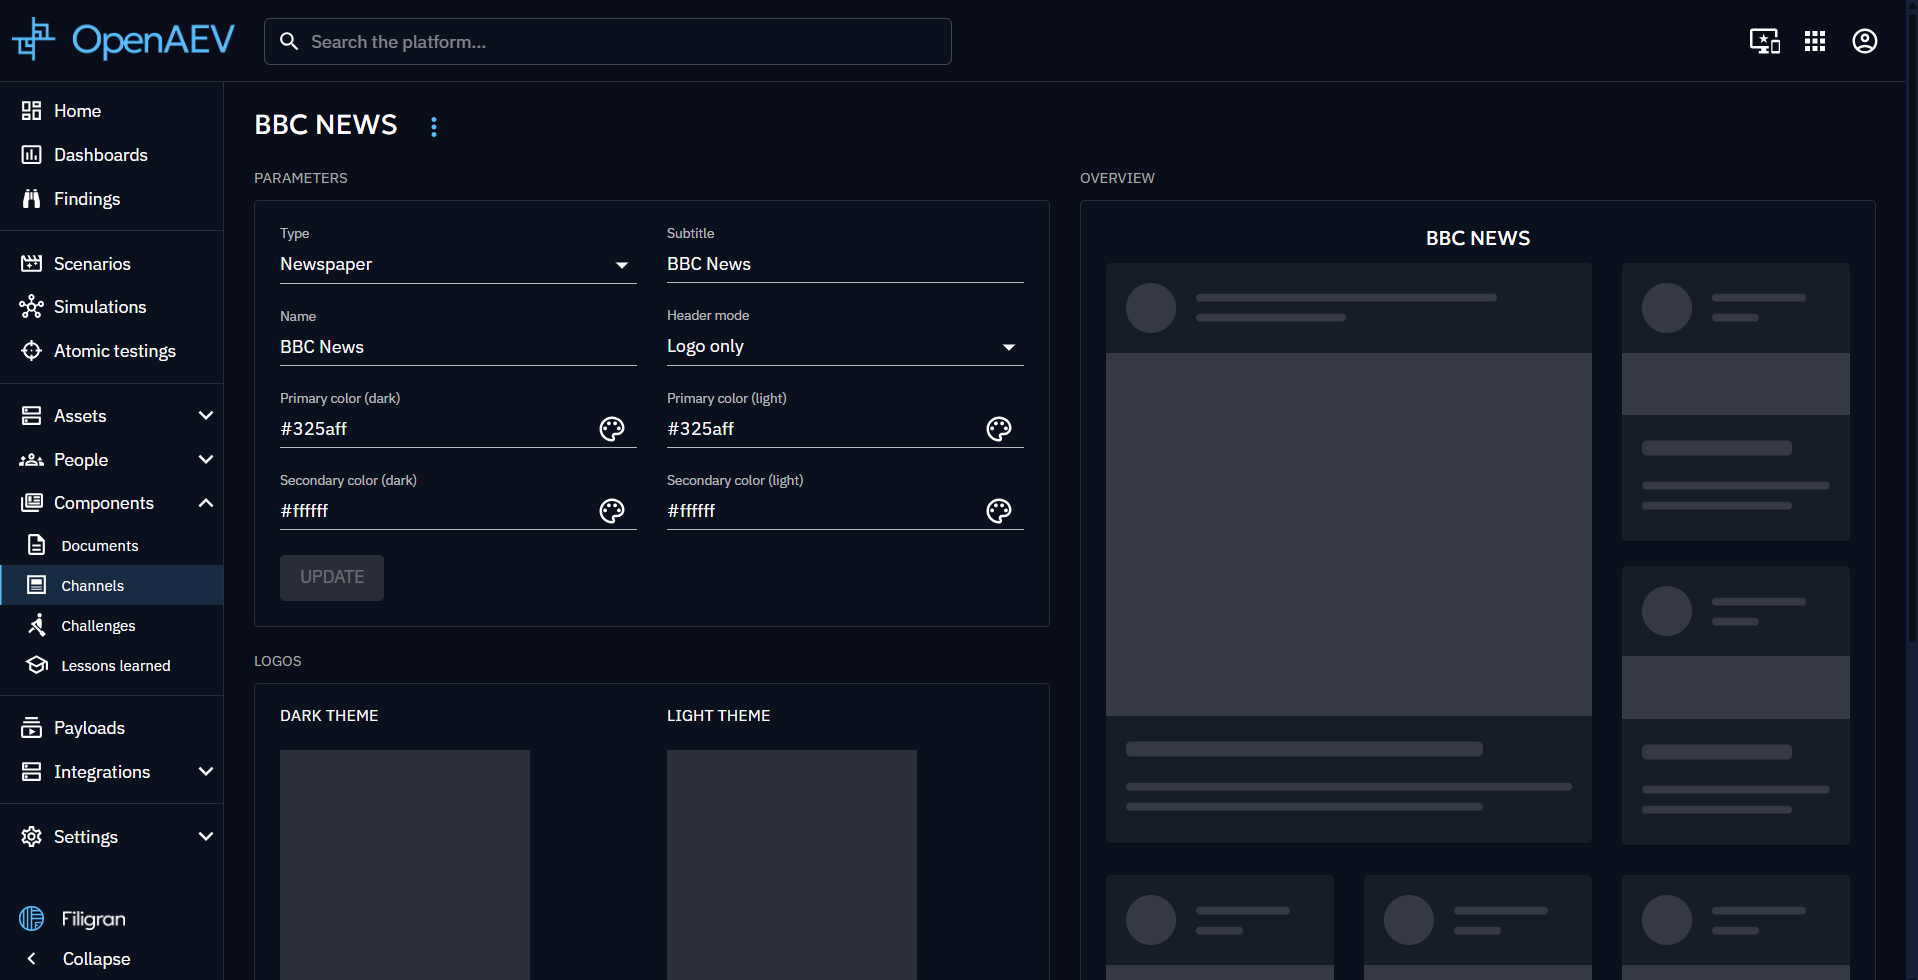 OpenAEV
Search the platform...
Home
Dashboards
Findings
Scenarios
Simulations
Atomic testings
Assets
People
Components
Documents
Channels
Challenges
Lessons learned
Payloads
Integrations
Settings
Filigran
Collapse
BBC NEWS
PARAMETERS
Type
Newspaper
Subtitle
BBC News
Name
BBC News
Header mode
Logo only
Primary color (dark)
#325aff
Primary color (light)
#325aff
Secondary color (dark)
#ffffff
Secondary color (light)
#ffffff
UPDATE
LOGOS
DARK THEME
LIGHT THEME
OVERVIEW
BBC NEWS